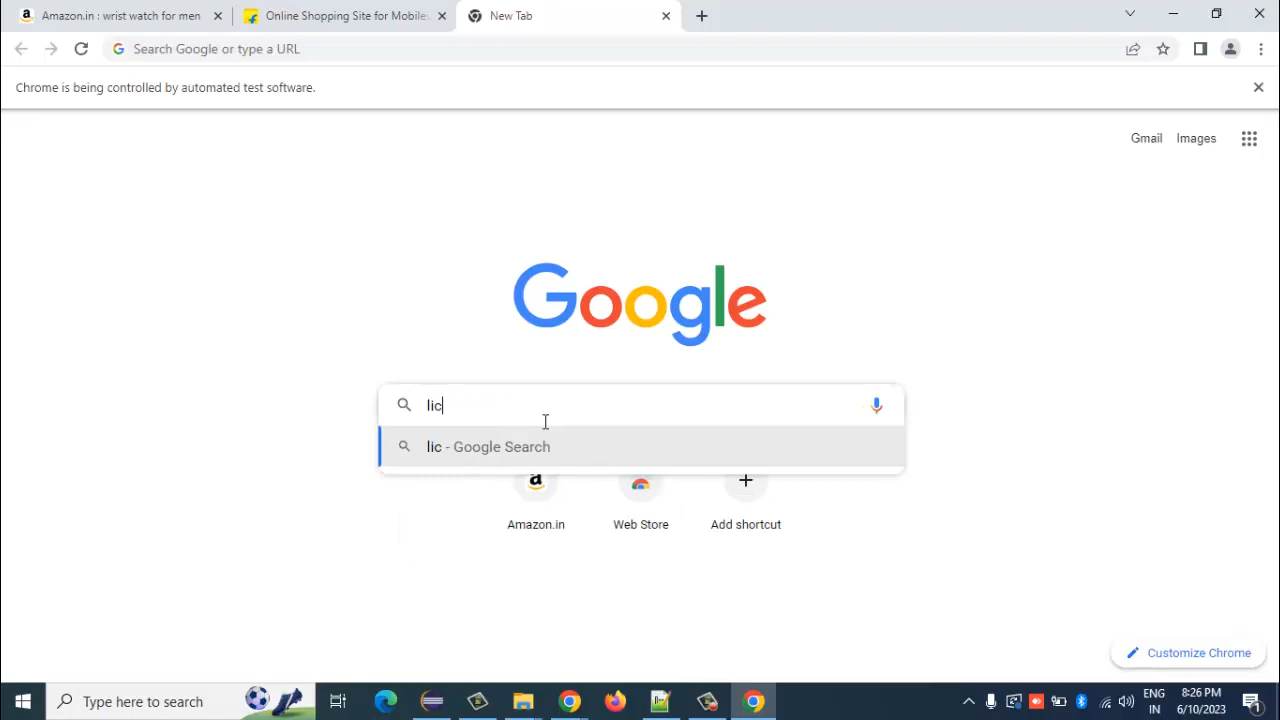 Amazon.in : wrist watch for men
Online Shopping Site for Mobiles
New Tab
Search Google or type a URL
Chrome is being controlled by automated test software.
Gmail Images
Google
lic
lic - Google Search
Amazon.in Web Store Add shortcut
Customize Chrome
Type here to search
ENG
IN
8:26 PM
6/10/2023
1